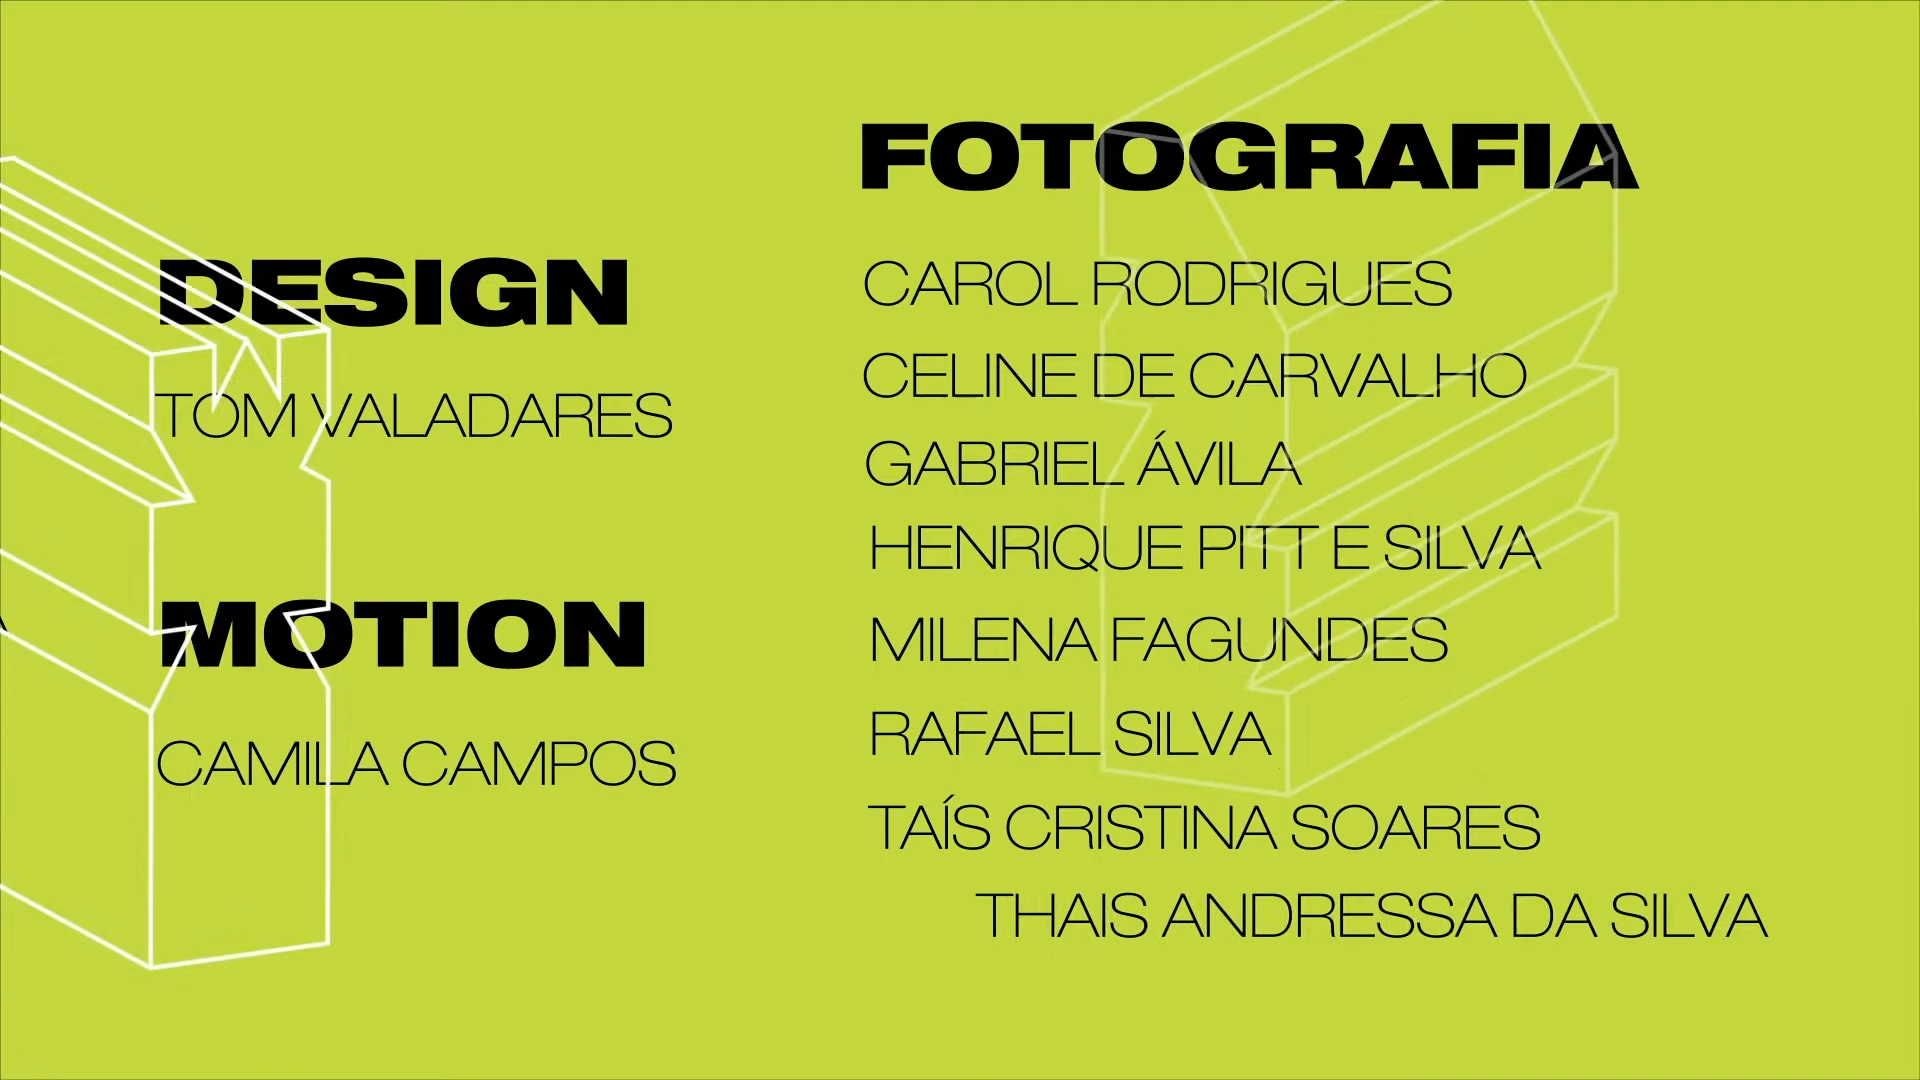 DESIGN
TOM VALADARES
MOTION
CAMILA CAMPOS
FOTOGRAFIA
CAROL RODRIGUES
CELINE DE CARVALHO
GABRIEL ÁVILA
HENRIQUE PITT E SILVA
MILENA FAGUNDES
RAFAEL SILVA
TAÍS CRISTINA SOARES
THAIS ANDRESSA DA SILVA